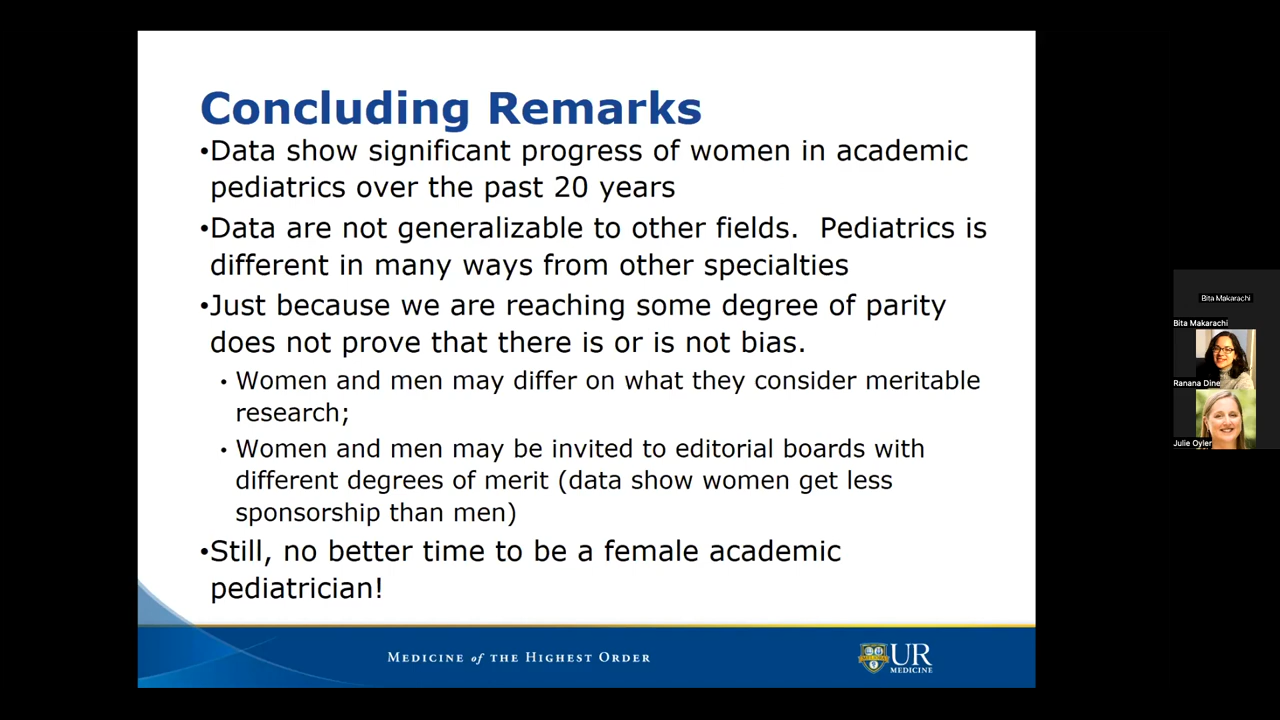 Concluding Remarks
•Data show significant progress of women in academic
pediatrics over the past 20 years
•Data are not generalizable to other fields.  Pediatrics is
different in many ways from other specialties
•Just because we are reaching some degree of parity
does not prove that there is or is not bias.
• Women and men may differ on what they consider meritable
research;
• Women and men may be invited to editorial boards with
different degrees of merit (data show women get less
sponsorship than men)
•Still, no better time to be a female academic
pediatrician!
MEDICINE of THE HIGHEST ORDER
UR
MEDICINE
Bita Makarachi
Bita Makarachi
Ranana Dine
Julie Oyler